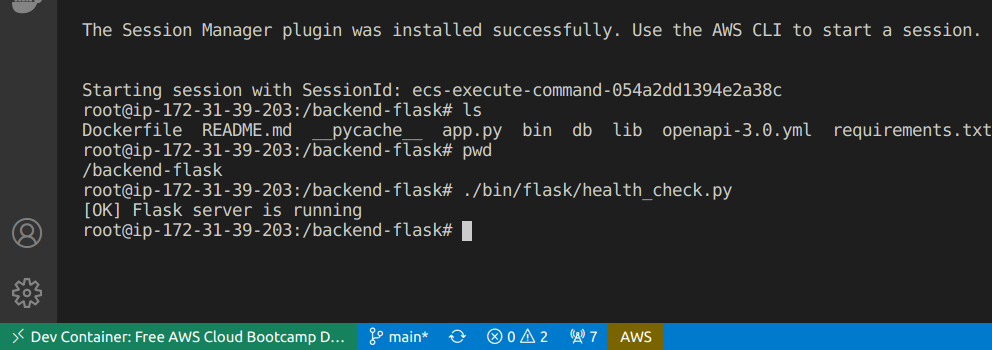 The Session Manager plugin was installed successfully. Use the AWS CLI to start a session.
Starting session with SessionId: ecs-execute-command-054a2dd1394e2a38c
root@ip-172-31-39-203:/backend-flask# ls
Dockerfile  README.md  __pycache__  app.py  bin  db  lib  openapi-3.0.yml  requirements.txt
root@ip-172-31-39-203:/backend-flask# pwd
/backend-flask
root@ip-172-31-39-203:/backend-flask# ./bin/flask/health_check.py
[OK] Flask server is running
root@ip-172-31-39-203:/backend-flask#
Dev Container: Free AWS Cloud Bootcamp D... main* 0 2 7 AWS